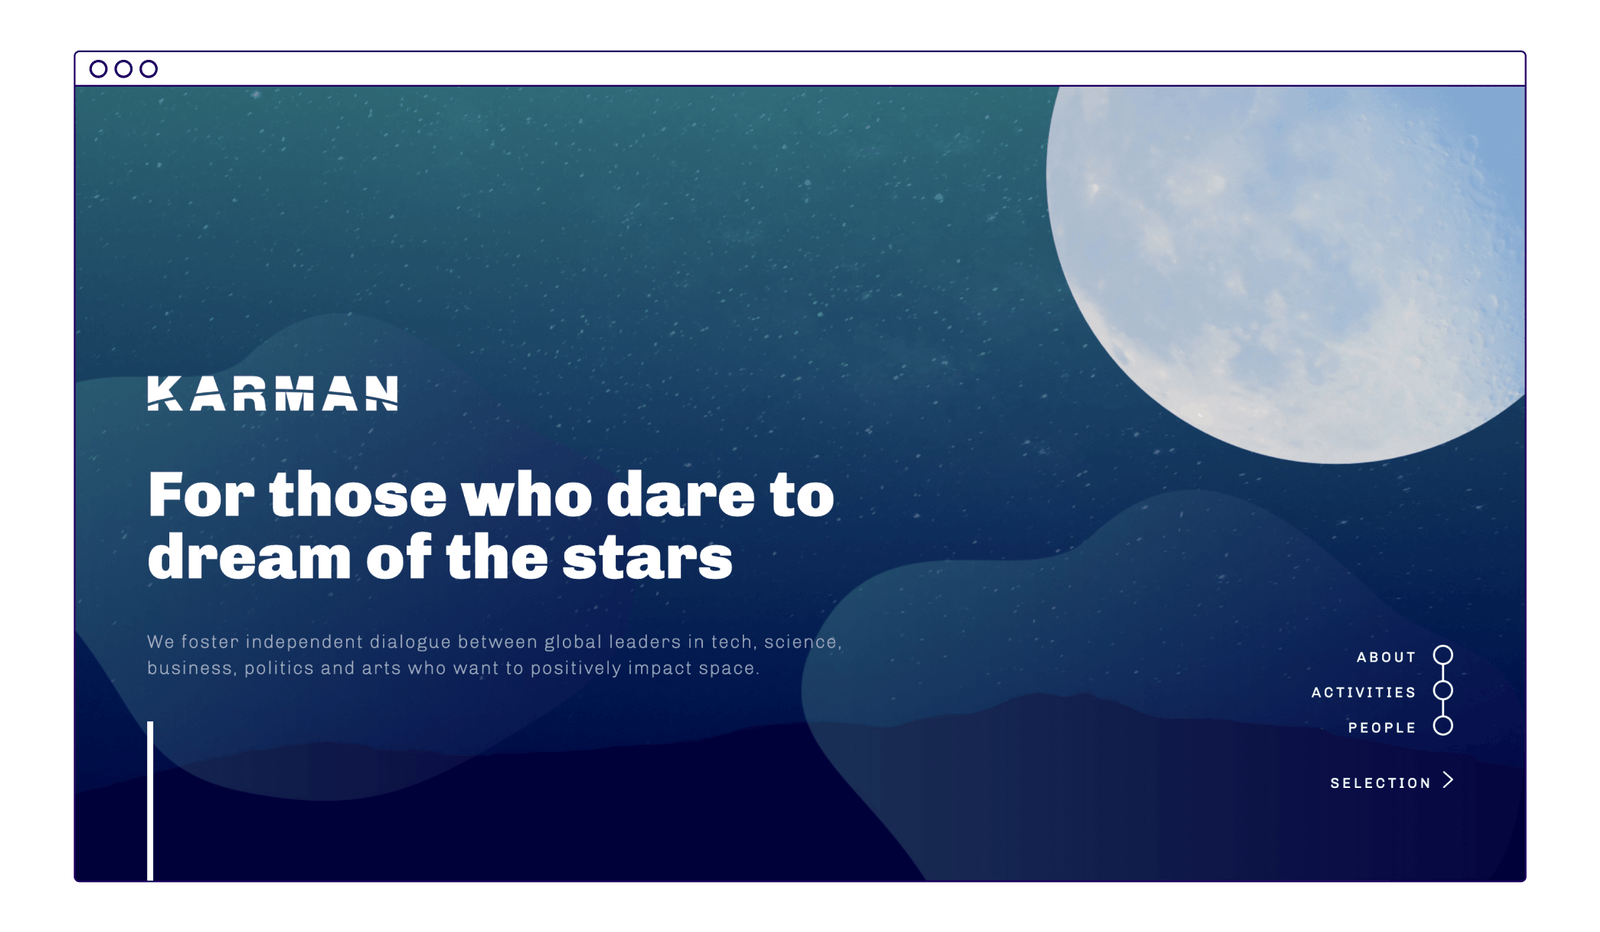 KARMAN
For those who dare to
dream of the stars
We foster independent dialogue between global leaders in tech, science,
business, politics and arts who want to positively impact space.
ABOUT
ACTIVITIES
PEOPLE
SELECTION